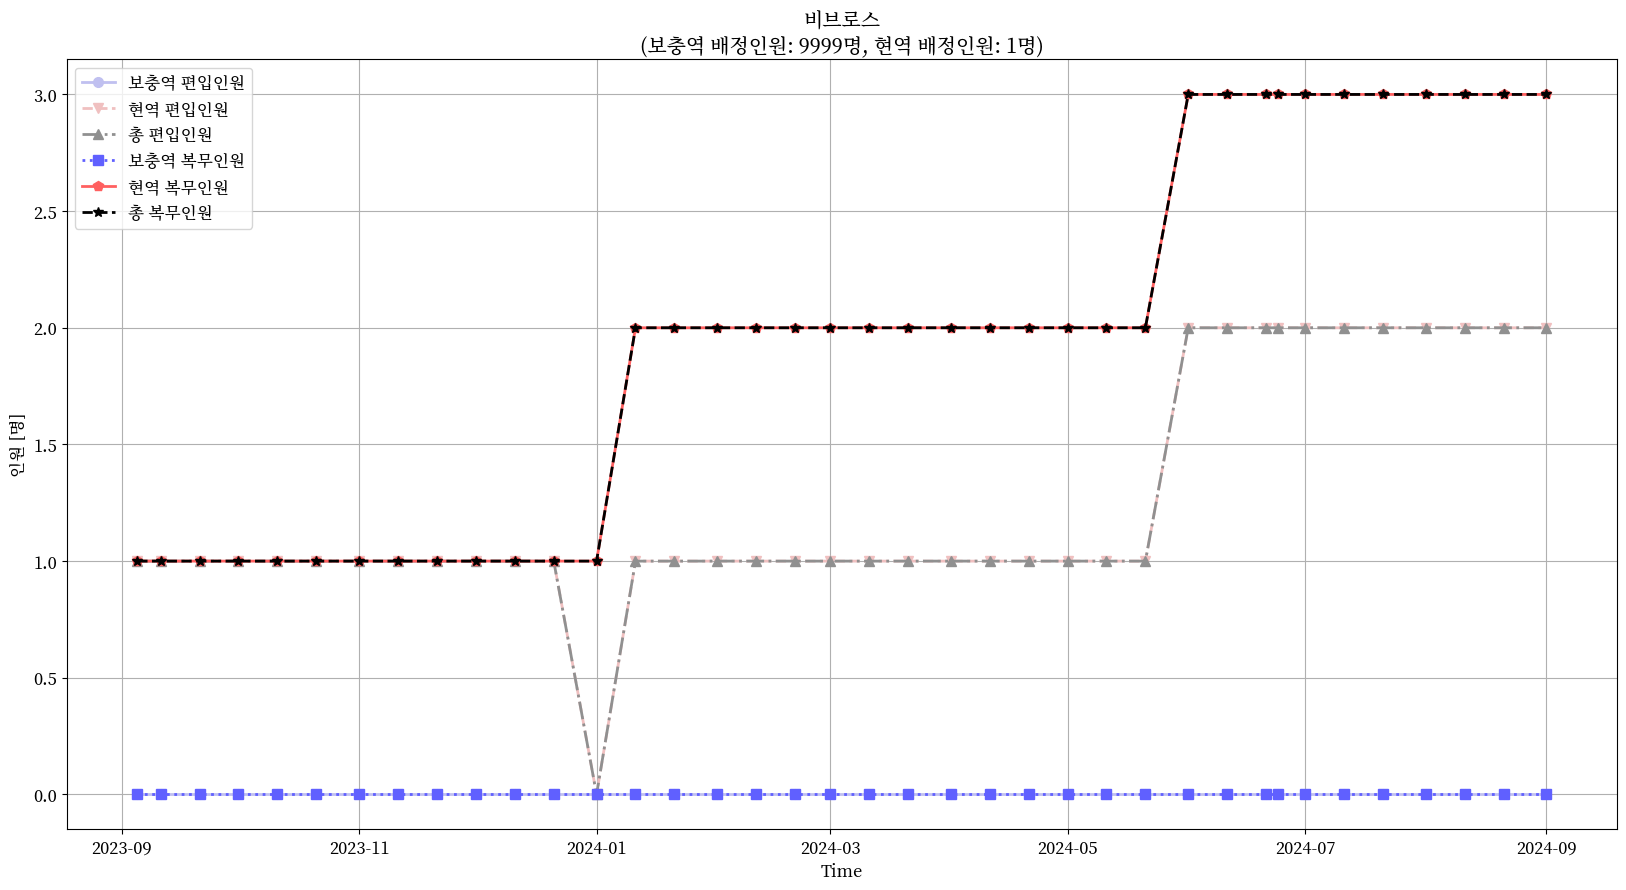 비브로스
(보충역 배정인원: 9999명, 현역 배정인원: 1명)
보충역 편입인원
현역 편입인원
총 편입인원
보충역 복무인원
현역 복무인원
총 복무인원
3.0
2.5
2.0
1.5
1.0
0.5
0.0
인원 [명]
2023-09
2023-11
2024-01
2024-03
2024-05
2024-07
2024-09
Time